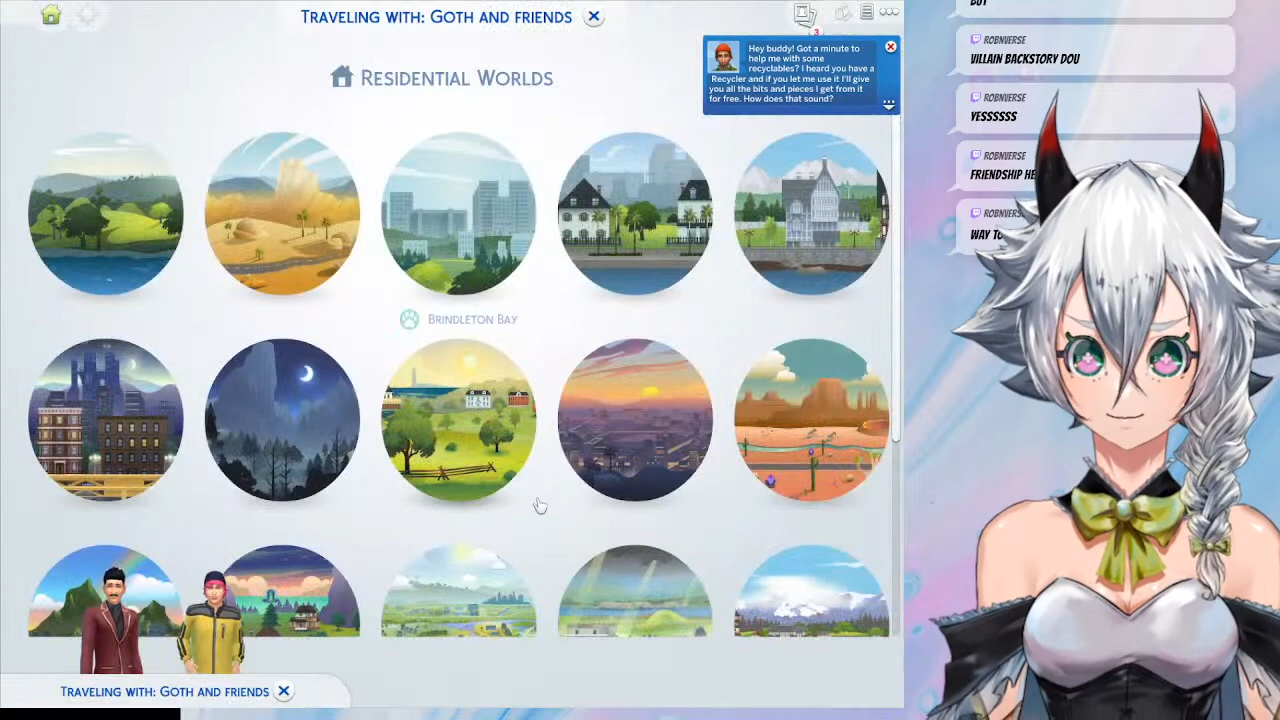 Traveling with: Goth and friends
3
Hey buddy! Got a minute to
help me with some
recyclables? I heard you have a
Recycler and if you let me use it I'll give
you all the bits and pieces I get from it
for free. How does that sound?
Residential Worlds
Brindleton Bay
Traveling with: Goth and friends
BUT
ROBNVERSE
VILLAIN BACKSTORY DOU
ROBNVERSE
YESSSSSS
ROBNVERSE
FRIENDSHIP HE
ROBNVERS
WAY TO